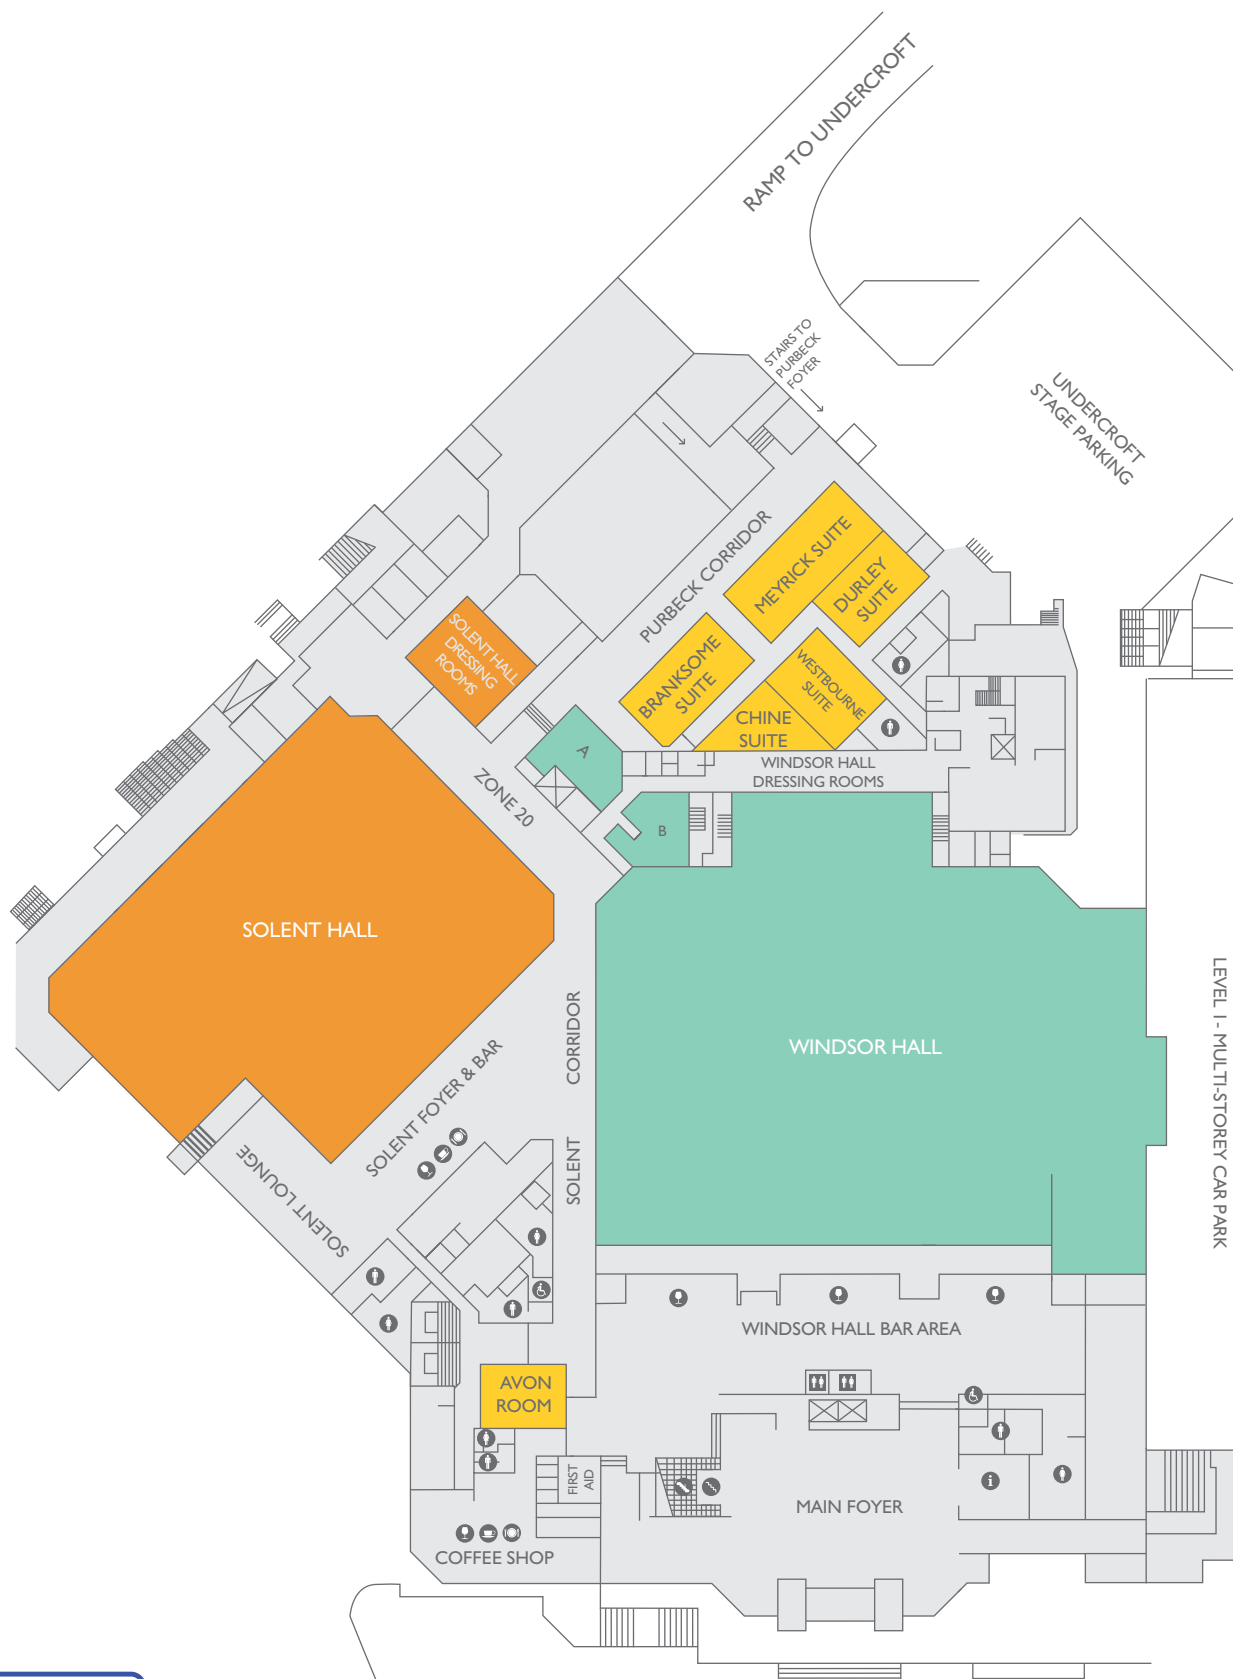 RAMP TO UNDERCROFT
STAIRS TO
PURBECK
FOYER
UNDERCROFT
STAGE PARKING
PURBECK CORRIDOR
MEYRICK SUITE
DURLEY
SUITE
SOLENT HALL
DRESSING
ROOMS
BRANKSOME
SUITE
WESTBOURNE
SUITE
CHINE
SUITE
A
WINDSOR HALL
DRESSING ROOMS
ZONE 20
B
SOLENT HALL
WINDSOR HALL
LEVEL 1 - MULTI-STOREY CAR PARK
SOLENT CORRIDOR
SOLENT FOYER & BAR
SOLENT LOUNGE
WINDSOR HALL BAR AREA
AVON
ROOM
FIRST
AID
i
MAIN FOYER
COFFEE SHOP